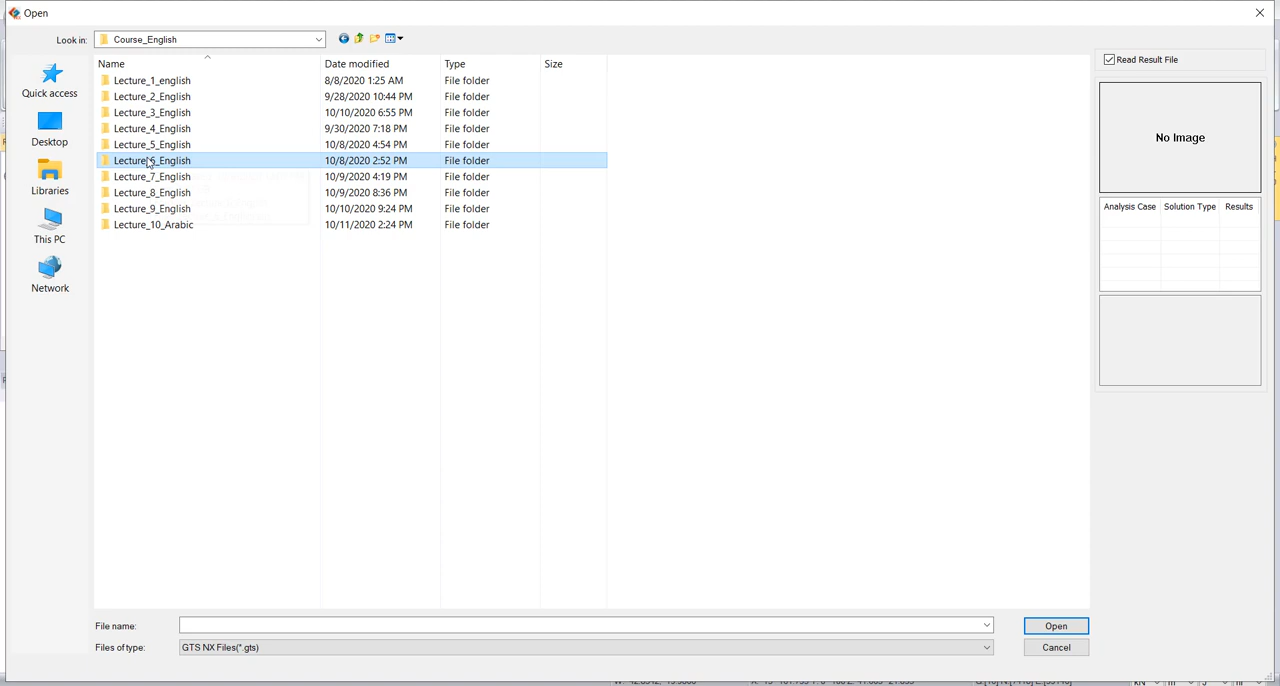 Open
Look in: Course_English
Name Date modified Type Size
Lecture_1_english 8/8/2020 1:25 AM File folder
Lecture_2_English 9/28/2020 10:44 PM File folder
Lecture_3_English 10/10/2020 6:55 PM File folder
Lecture_4_English 9/30/2020 7:18 PM File folder
Lecture_5_English 10/8/2020 4:54 PM File folder
Lecture_6_English 10/8/2020 2:52 PM File folder
Lecture_7_English 10/9/2020 4:19 PM File folder
Lecture_8_English 10/9/2020 8:36 PM File folder
Lecture_9_English 10/10/2020 9:24 PM File folder
Lecture_10_Arabic 10/11/2020 2:24 PM File folder
Quick access
Desktop
Libraries
This PC
Network
Read Result File
No Image
Analysis Case Solution Type Results
File name: Open
Files of type: GTS NX Files(*.gts) Cancel